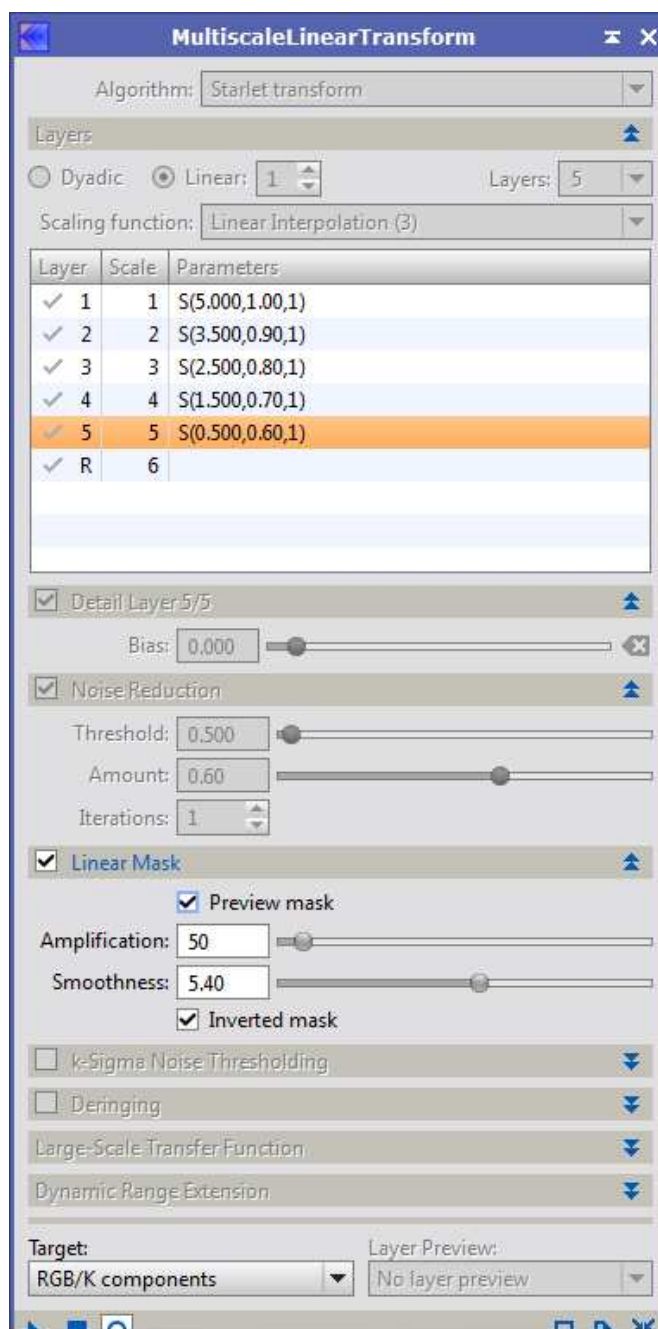 MultiscaleLinearTransform
Algorithm: Starlet transform
Layers
Dyadic Linear: 1 Layers: 5
Scaling function: Linear Interpolation (3)
Layer Scale Parameters
1 1 S(5.000,1.00,1)
2 2 S(3.500,0.90,1)
3 3 S(2.500,0.80,1)
4 4 S(1.500,0.70,1)
5 5 S(0.500,0.60,1)
R 6
Detail Layer 5/5
Bias: 0.000
Noise Reduction
Threshold: 0.500
Amount: 0.60
Iterations: 1
Linear Mask
Preview mask
Amplification: 50
Smoothness: 5.40
Inverted mask
k-Sigma Noise Thresholding
Deringing
Large-Scale Transfer Function
Dynamic Range Extension
Target: Layer Preview:
RGB/K components No layer preview